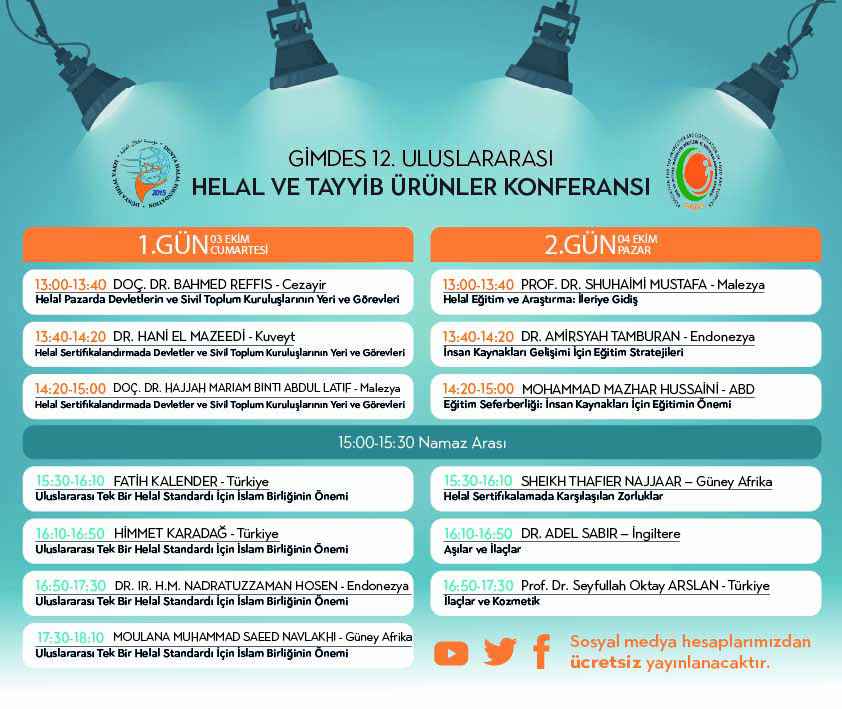 GİMDES 12. ULUSLARARASI
HELAL VE TAYYİB ÜRÜNLER KONFERANSI
DÜNYA HELAL VAKFI
DUNYA HALAL FOUNDATION
2015
1.GÜN 03 EKİM CUMARTESİ
13:00-13:40 DOÇ. DR. BAHMED REFFIS - Cezayir
Helal Pazarda Devletlerin ve Sivil Toplum Kuruluşlarının Yeri ve Görevleri
13:40-14:20 DR. HANİ EL MAZEEDİ - Kuveyt
Helal Sertifikalandırmada Devletler ve Sivil Toplum Kuruluşlarının Yeri ve Görevleri
14:20-15:00 DOÇ. DR. HAJJAH MARIAM BINTI ABDUL LATIF - Malezya
Helal Sertifikalandırmada Devletler ve Sivil Toplum Kuruluşlarının Yeri ve Görevleri
2.GÜN 04 EKİM PAZAR
13:00-13:40 PROF. DR. SHUHAİMİ MUSTAFA - Malezya
Helal Eğitim ve Araştırma: İleriye Gidiş
13:40-14:20 DR. AMİRSYAH TAMBURAN - Endonezya
İnsan Kaynakları Gelişimi İçin Eğitim Stratejileri
14:20-15:00 MOHAMMAD MAZHAR HUSSAİNİ - ABD
Eğitim Seferberliği: İnsan Kaynakları İçin Eğitimin Önemi
15:00-15:30 Namaz Arası
15:30-16:10 FATİH KALENDER - Türkiye
Uluslararası Tek Bir Helal Standardı İçin İslam Birliğinin Önemi
16:10-16:50 HİMMET KARADAĞ - Türkiye
Uluslararası Tek Bir Helal Standardı İçin İslam Birliğinin Önemi
16:50-17:30 DR. IR. H.M. NADRATUZZAMAN HOSEN - Endonezya
Uluslararası Tek Bir Helal Standardı İçin İslam Birliğinin Önemi
17:30-18:10 MOULANA MUHAMMAD SAEED NAVLAKHI - Güney Afrika
Uluslararası Tek Bir Helal Standardı İçin İslam Birliğinin Önemi
15:30-16:10 SHEIKH THAFIER NAJJAAR – Güney Afrika
Helal Sertifikalamada Karşılaşılan Zorluklar
16:10-16:50 DR. ADEL SABIR – İngiltere
Aşılar ve İlaçlar
16:50-17:30 Prof. Dr. Seyfullah Oktay ARSLAN - Türkiye
İlaçlar ve Kozmetik
Sosyal medya hesaplarımızdan
ücretsiz yayınlanacaktır.